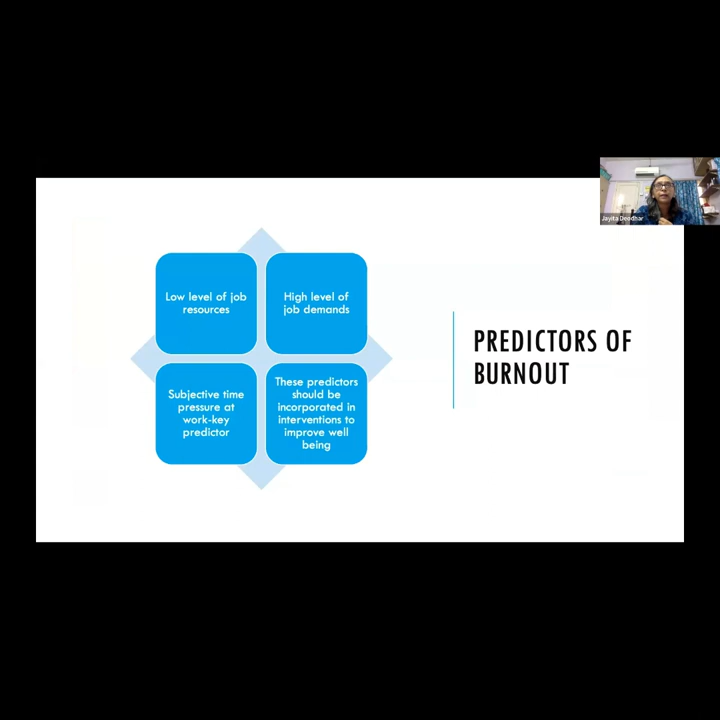 Low level of job
resources
High level of
job demands
Subjective time
pressure at
work-key
predictor
These predictors
should be
incorporated in
interventions to
improve well
being
PREDICTORS OF
BURNOUT
Jayita Deodhar